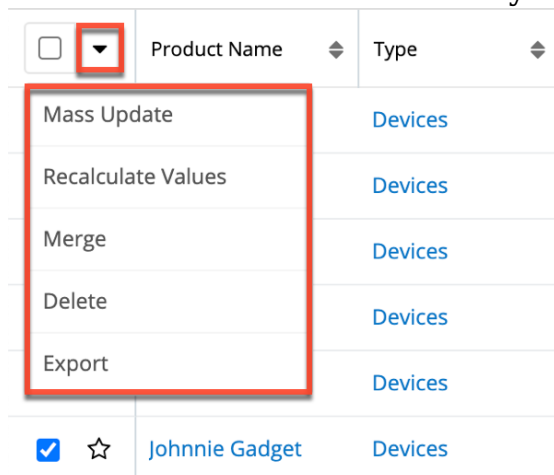 Product Name Type
Mass Update Devices
Recalculate Values Devices
Merge Devices
Delete Devices
Export Devices
Johnnie Gadget Devices